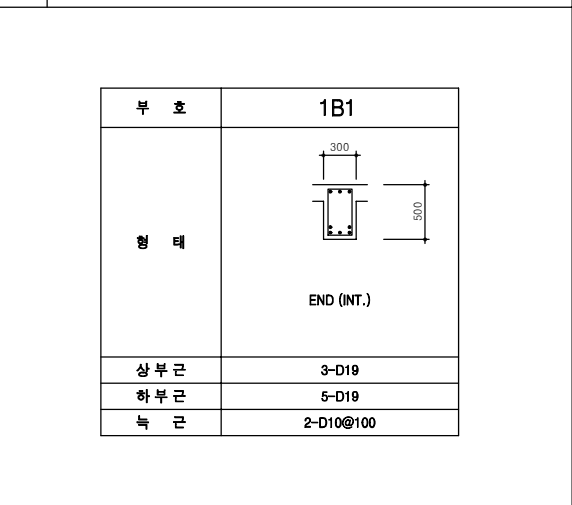 부 호 1B1
300
500
형 태
END (INT.)
상부근 3-D19
하부근 5-D19
늑 근 2-D10@100